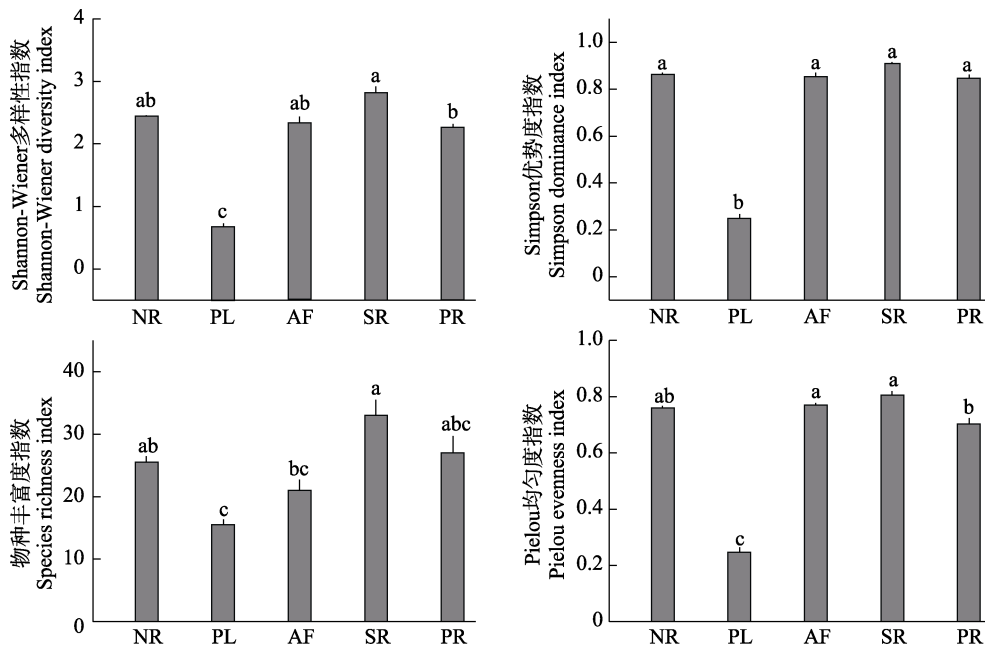 Shannon-Wiener多样性指数
Shannon-Wiener diversity index
4
3
2
1
0
ab
c
ab
a
b
NR PL AF SR PR
Simpson优势度指数
Simpson dominance index
1.0
0.8
0.6
0.4
0.2
0
a
b
a
a
a
NR PL AF SR PR
物种丰富度指数
Species richness index
40
30
20
10
0
ab
c
bc
a
abc
NR PL AF SR PR
Pielou均匀度指数
Pielou evenness index
1.0
0.8
0.6
0.4
0.2
0
ab
c
a
a
b
NR PL AF SR PR